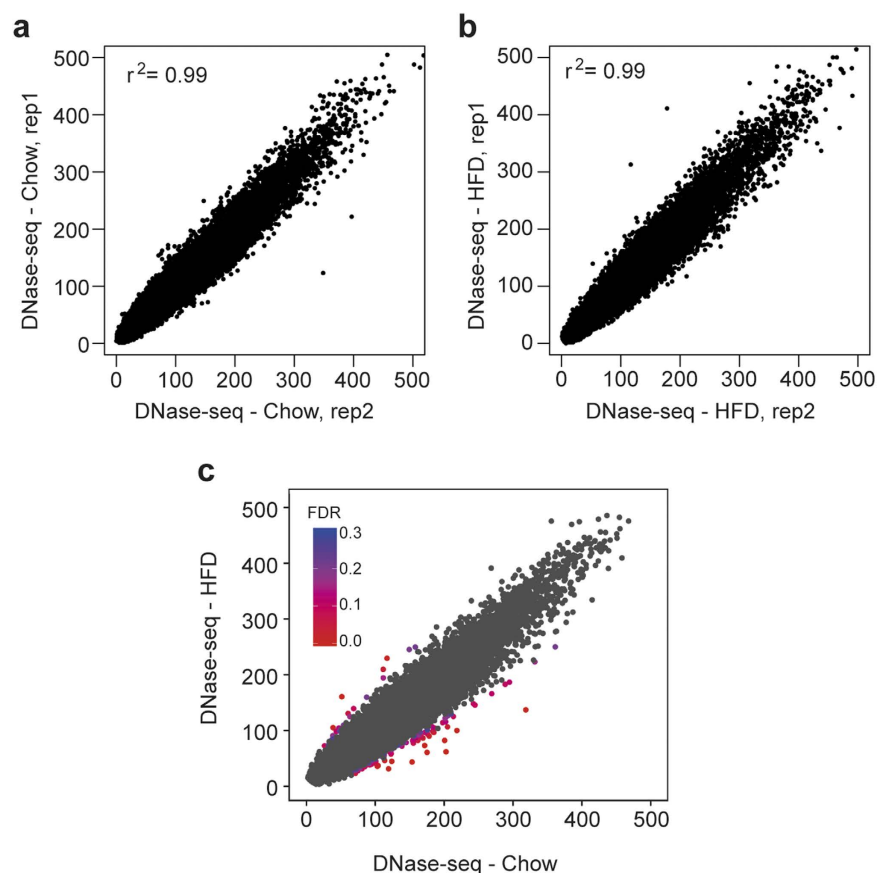 a
r²= 0.99
DNase-seq - Chow, rep1
500
400
300
200
100
0
0 100 200 300 400 500
DNase-seq - Chow, rep2
b
r²= 0.99
DNase-seq - HFD, rep1
500
400
300
200
100
0
0 100 200 300 400 500
DNase-seq - HFD, rep2
c
DNase-seq - HFD
500
400
300
200
100
0
FDR
0.3
0.2
0.1
0.0
0 100 200 300 400 500
DNase-seq - Chow